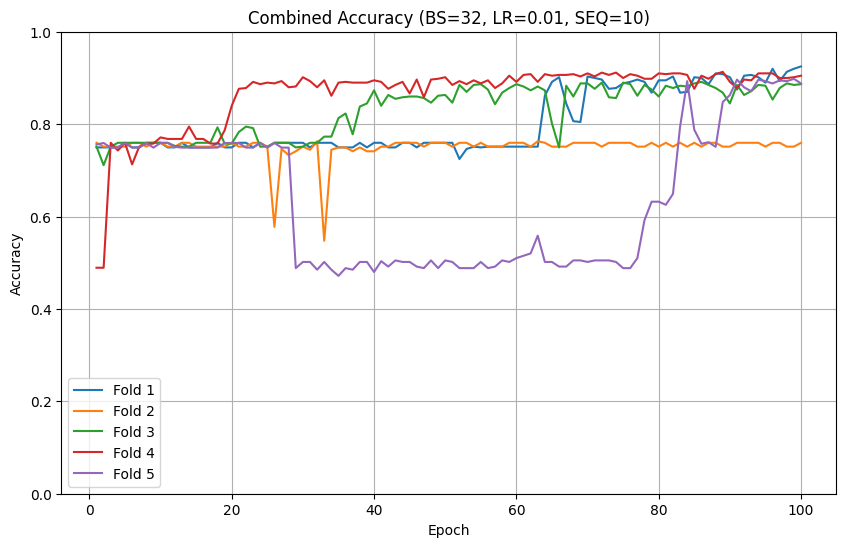 Combined Accuracy (BS=32, LR=0.01, SEQ=10)
1.0
0.8
0.6
0.4
0.2
0.0
Accuracy
Fold 1
Fold 2
Fold 3
Fold 4
Fold 5
0 20 40 60 80 100
Epoch